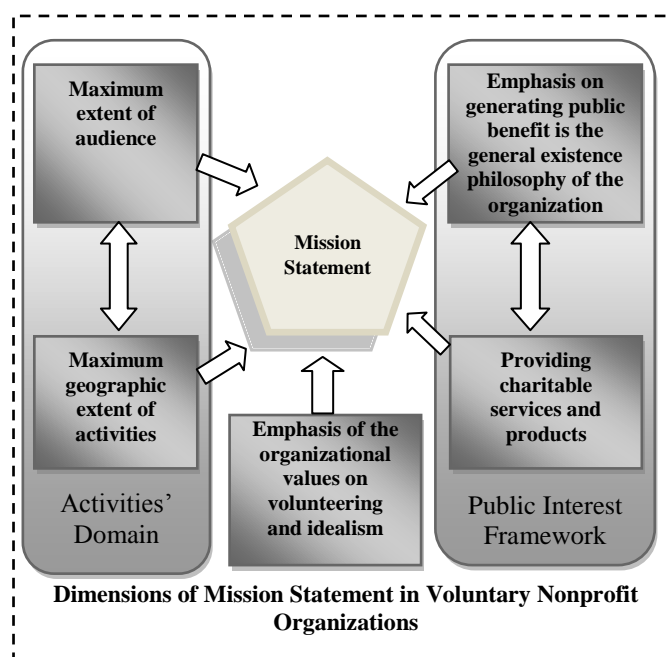 Maximum
extent of
audience
Maximum
geographic
extent of
activities
Activities’
Domain
Mission
Statement
Emphasis of the
organizational
values on
volunteering
and idealism
Emphasis on
generating public
benefit is the
general existence
philosophy of the
organization
Providing
charitable
services and
products
Public Interest
Framework
Dimensions of Mission Statement in Voluntary Nonprofit
Organizations